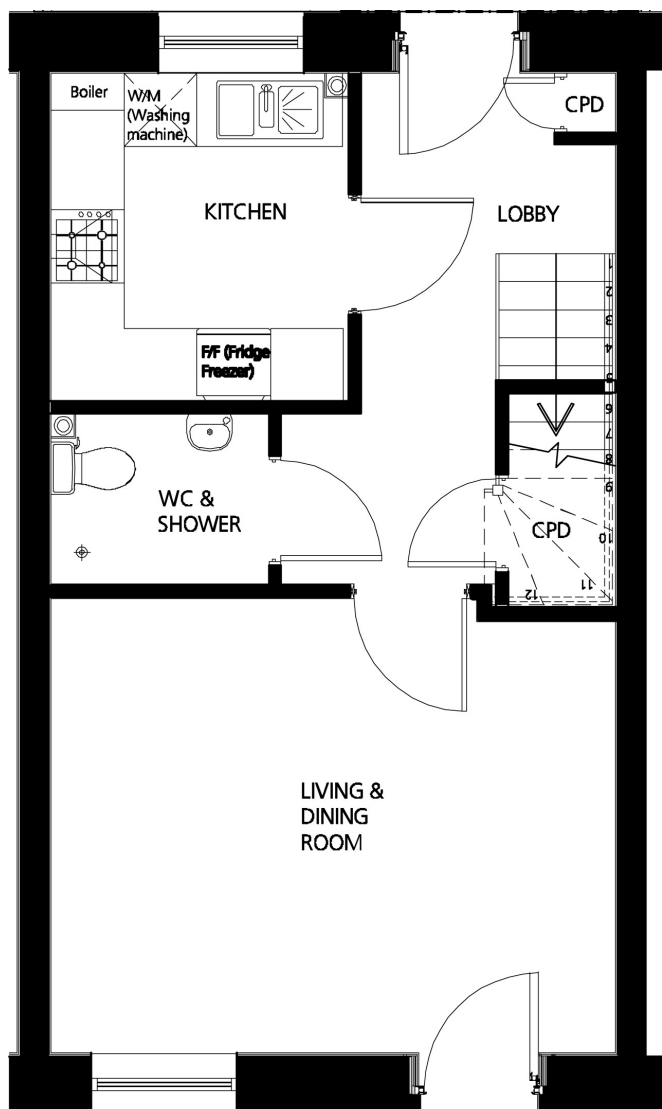 Boiler
W/M
(Washing
machine)
CPD
KITCHEN
LOBBY
1
2
3
4
5
F/F (Fridge
Freezer)
6
7
8
9
WC &
SHOWER
CPD
10
11
12
LIVING &
DINING
ROOM